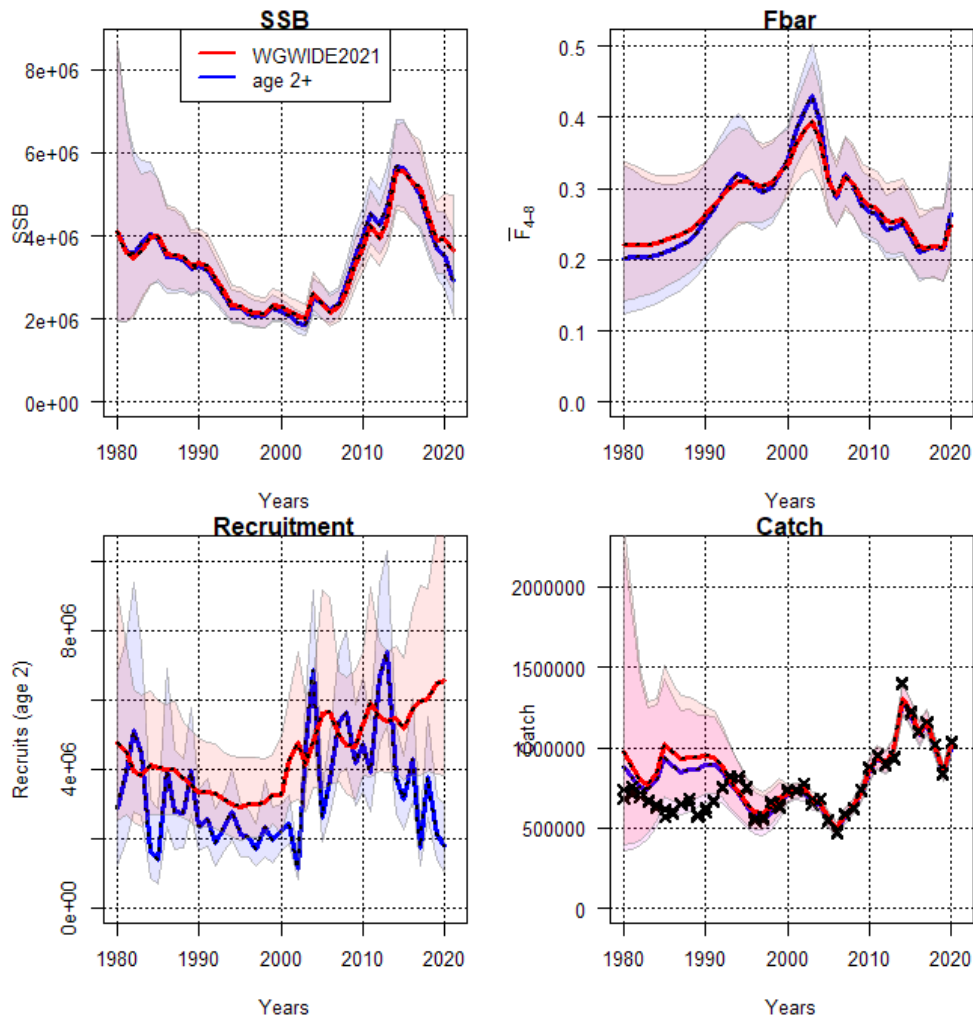 SSB
WGWIDE2021
age 2+
SSB
8e+06
6e+06
4e+06
2e+06
0e+00
1980 1990 2000 2010 2020
Years
Fbar
F̅4–8
0.5
0.4
0.3
0.2
0.1
0.0
1980 1990 2000 2010 2020
Years
Recruitment
Recruits (age 2)
8e+06
4e+06
0e+00
1980 1990 2000 2010 2020
Years
Catch
Catch
2000000
1500000
1000000
500000
0
1980 1990 2000 2010 2020
Years